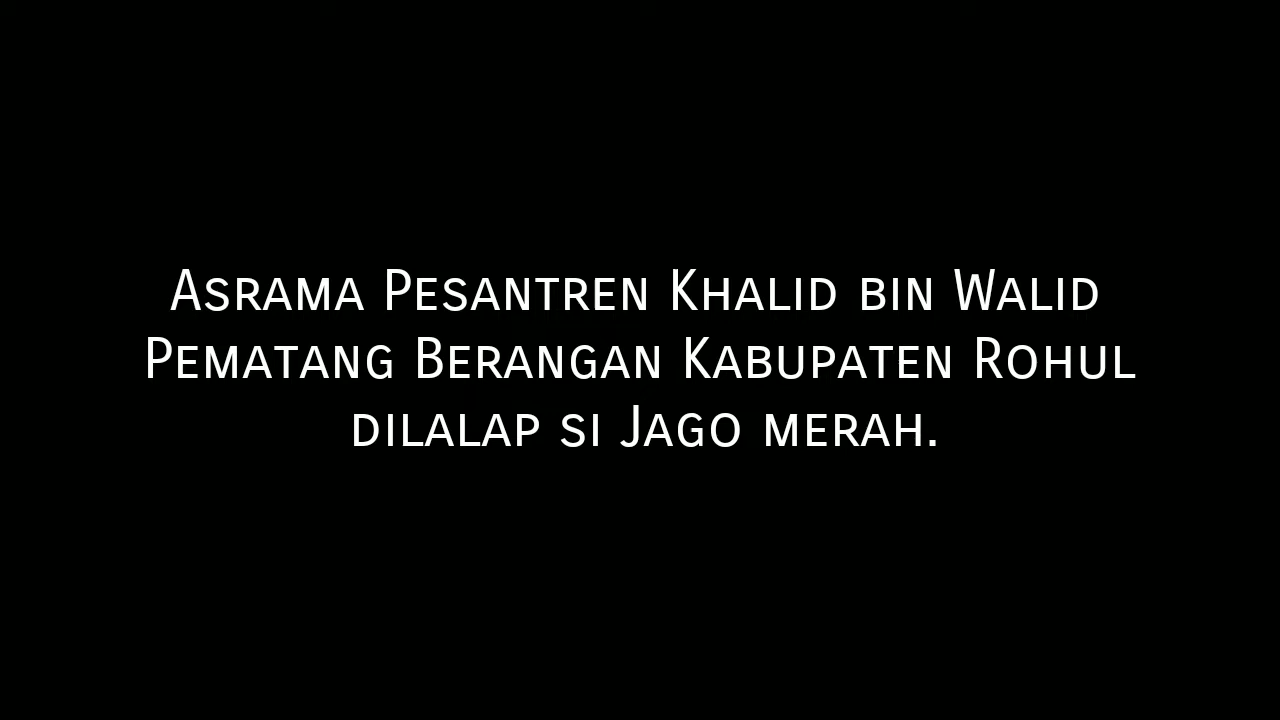 Asrama Pesantren Khalid bin Walid
Pematang Berangan Kabupaten Rohul
dilalap si Jago merah.